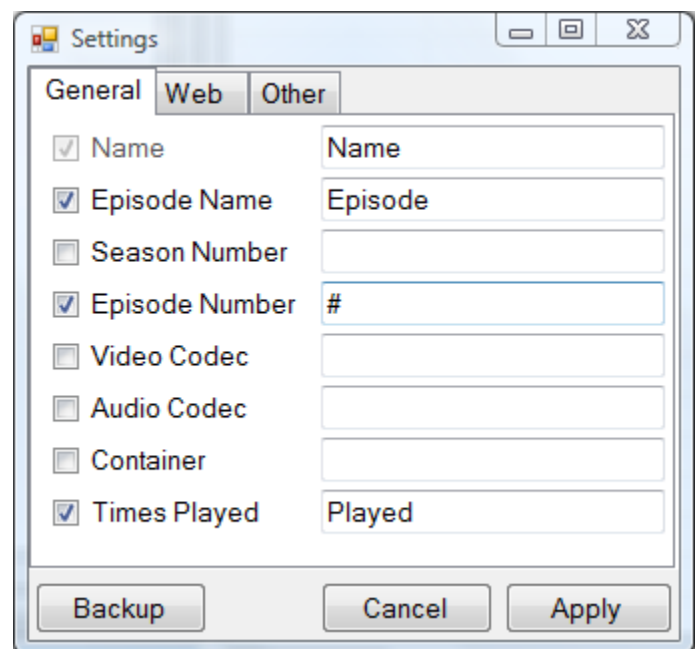 Settings
General Web Other
Name Name
Episode Name Episode
Season Number
Episode Number #
Video Codec
Audio Codec
Container
Times Played Played
Backup Cancel Apply